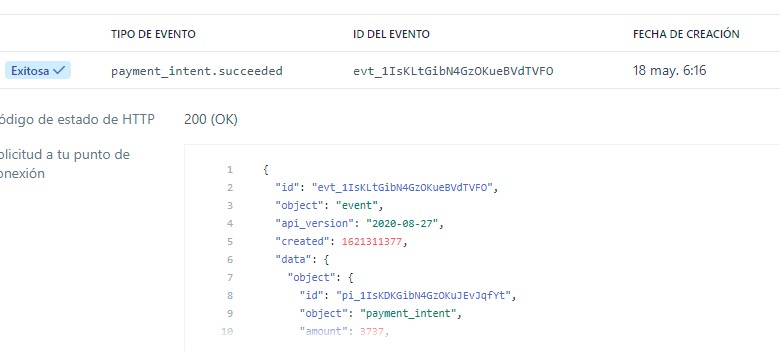 TIPO DE EVENTO ID DEL EVENTO FECHA DE CREACIÓN
Exitosa payment_intent.succeeded evt_1IsKLtGibN4GzOKueBVdTVFO 18 may. 6:16
ódigo de estado de HTTP 200 (OK)
olicitud a tu punto de
onexión
1 {
2 "id": "evt_1IsKLtGibN4GzOKueBVdTVFO",
3 "object": "event",
4 "api_version": "2020-08-27",
5 "created": 1621311377,
6 "data": {
7 "object": {
8 "id": "pi_1IsKDKGibN4GzOKuJEvJqfYt",
9 "object": "payment_intent",
10 "amount": 3737,